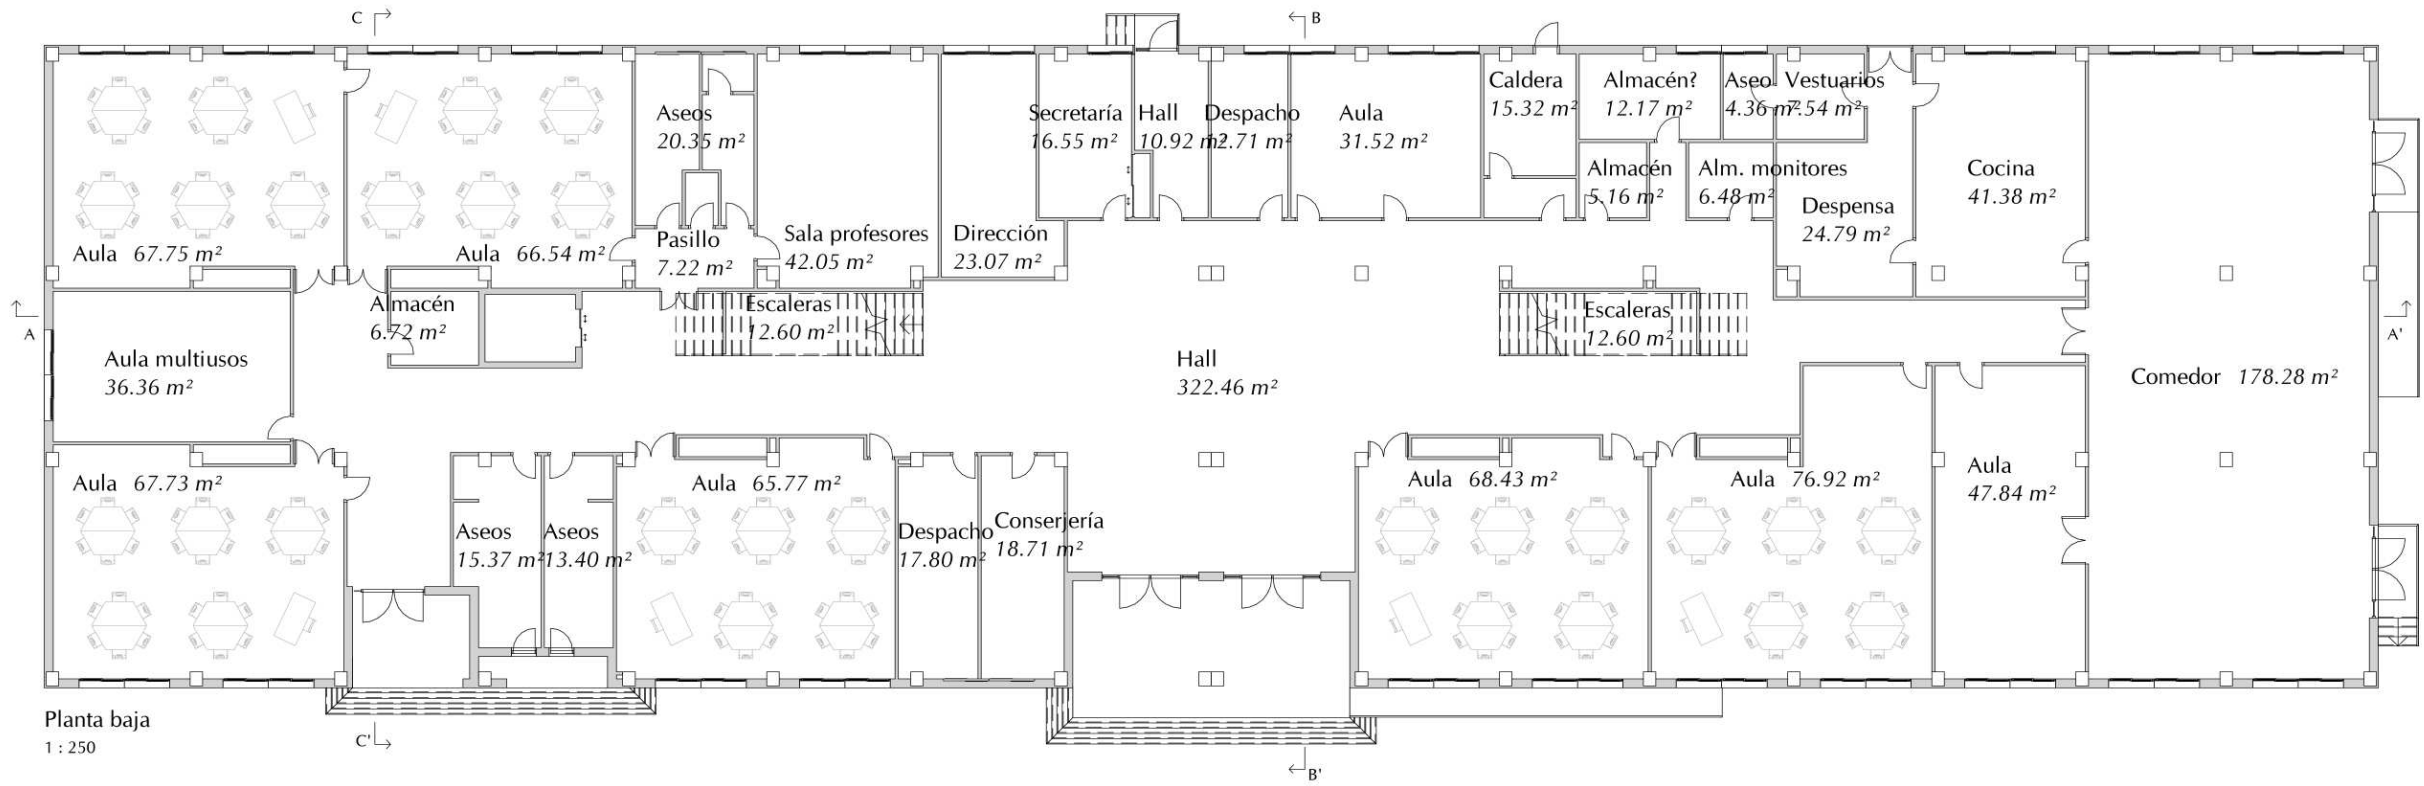 C
B
Aseos
20.35 m²
Secretaría
16.55 m²
Hall
10.92 m²
Despacho
12.71 m²
Aula
31.52 m²
Caldera
15.32 m²
Almacén?
12.17 m²
Aseo
4.36 m²
Vestuarios
7.54 m²
Almacén
5.16 m²
Alm. monitores
6.48 m²
Cocina
41.38 m²
Despensa
24.79 m²
Aula 67.75 m²
Aula 66.54 m²
Pasillo
7.22 m²
Sala profesores
42.05 m²
Dirección
23.07 m²
A
Almacén
6.72 m²
Escaleras
12.60 m²
Escaleras
12.60 m²
A'
Aula multiusos
36.36 m²
Hall
322.46 m²
Comedor 178.28 m²
Aula 67.73 m²
Aula 65.77 m²
Aula 68.43 m²
Aula 76.92 m²
Aula
47.84 m²
Aseos
15.37 m²
Aseos
13.40 m²
Despacho
17.80 m²
Conserjería
18.71 m²
Planta baja
1 : 250
C'
B'